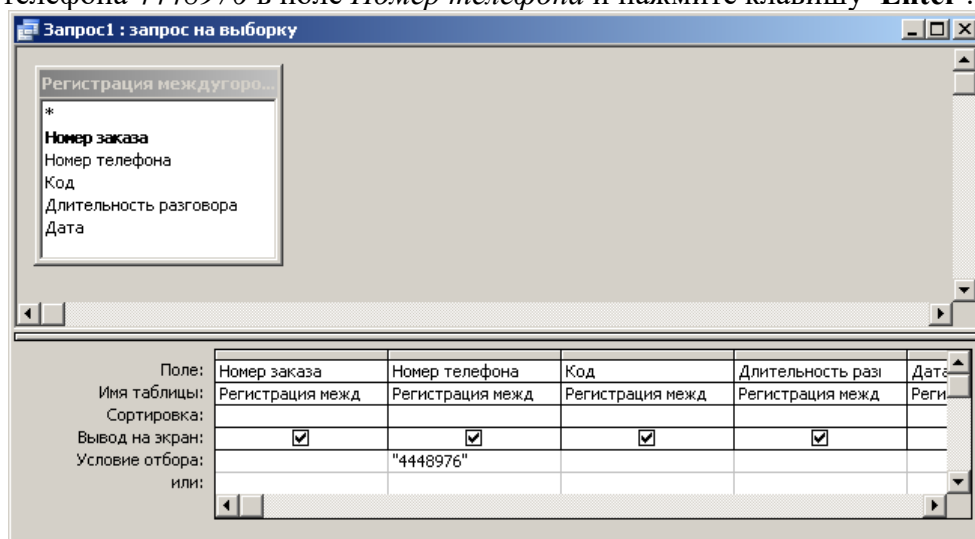 телефона 4448976 в поле Номер телефона и нажмите клавишу "Enter".
Запрос1 : запрос на выборку
Регистрация междугоро...
*
Номер заказа
Номер телефона
Код
Длительность разговора
Дата
Поле: Номер заказа Номер телефона Код Длительность разі Дата
Имя таблицы: Регистрация межд Регистрация межд Регистрация межд Регистрация межд Реги
Сортировка:
Вывод на экран:
Условие отбора: "4448976"
или: